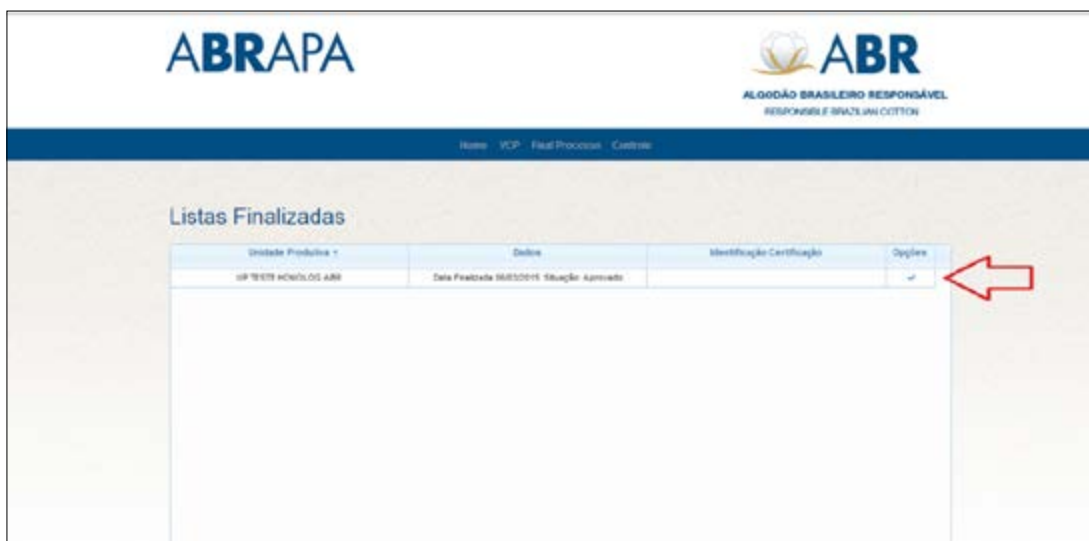 ABRAPA
ABR
ALGODÃO BRASILEIRO RESPONSÁVEL
RESPONSIBLE BRAZILIAN COTTON
Home VCP Final Processo Controle
Listas Finalizadas
Unidade Produtiva Dados Identificação Certificação Opções
UP TESTE HOMOLOG ABR Data Finalizada Situação: Aprovado